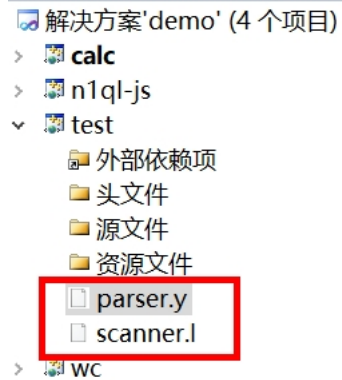 解决方案'demo' (4 个项目)
calc
n1ql-js
test
外部依赖项
头文件
源文件
资源文件
parser.y
scanner.l
wc